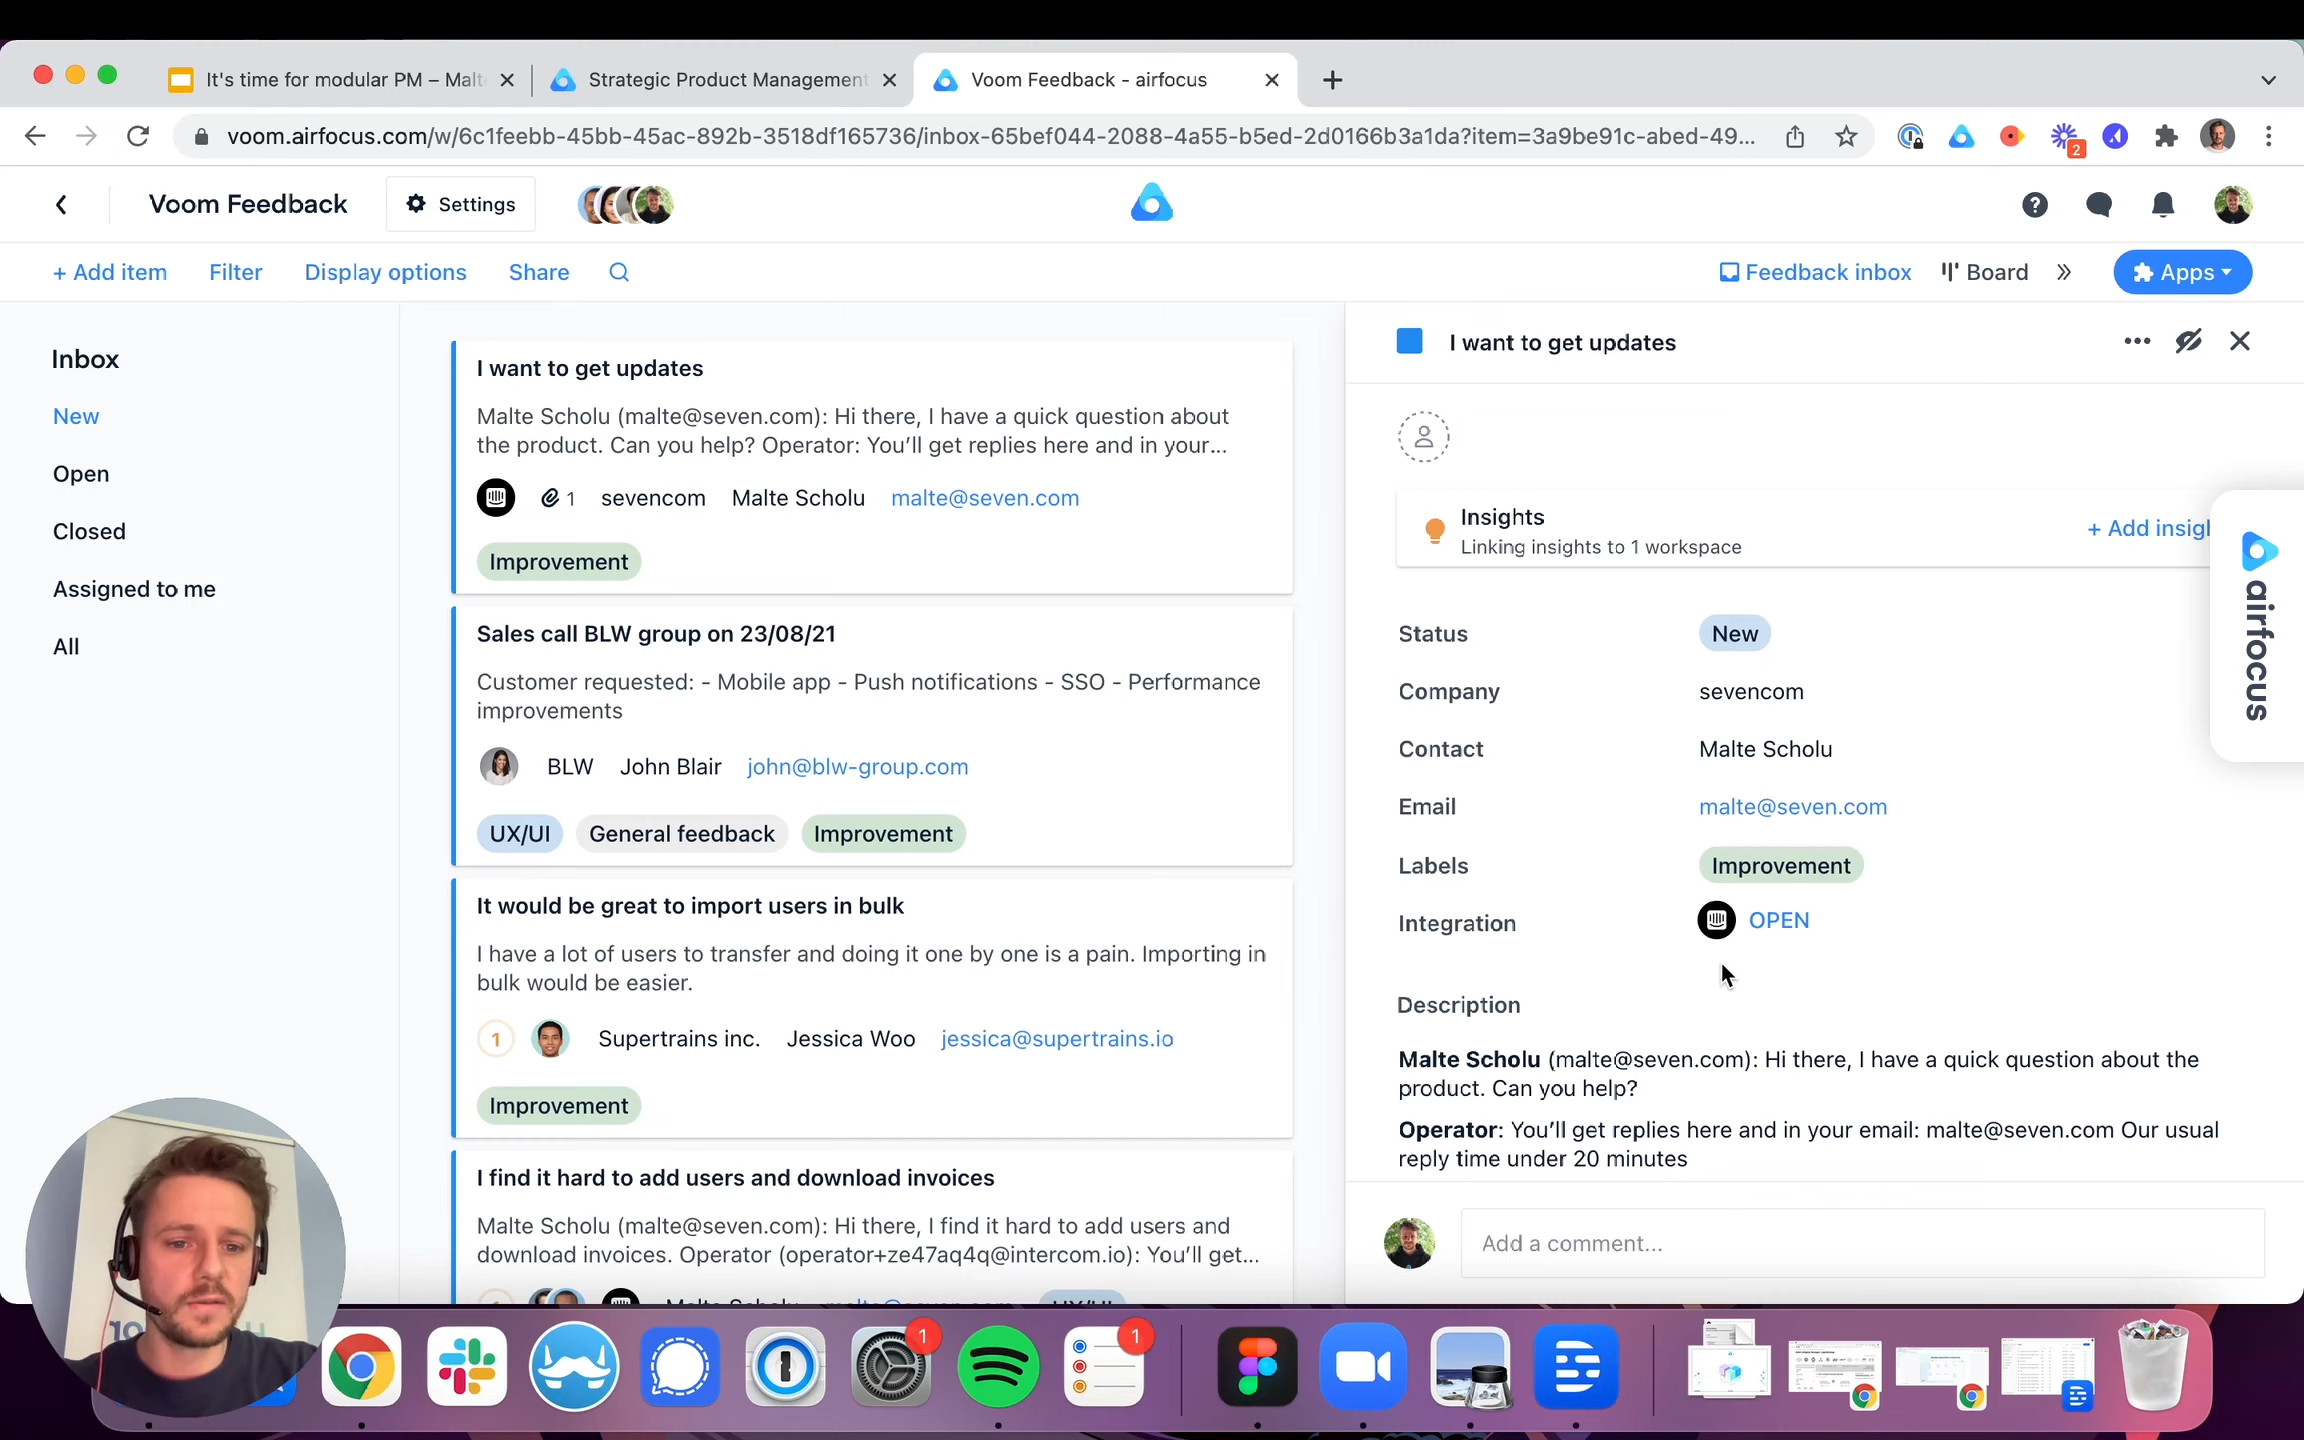 It's time for modular PM – Malt
Strategic Product Management
Voom Feedback - airfocus
voom.airfocus.com/w/6c1feebb-45bb-45ac-892b-3518df165736/inbox-65bef044-2088-4a55-b5ed-2d0166b3a1da?item=3a9be91c-abed-49...
2
Voom Feedback
Settings
+ Add item
Filter
Display options
Share
Feedback inbox
Board
Apps
Inbox
New
Open
Closed
Assigned to me
All
I want to get updates
Malte Scholu (malte@seven.com): Hi there, I have a quick question about
the product. Can you help? Operator: You'll get replies here and in your...
1 sevencom Malte Scholu malte@seven.com
Improvement
Sales call BLW group on 23/08/21
Customer requested: - Mobile app - Push notifications - SSO - Performance
improvements
BLW John Blair john@blw-group.com
UX/UI General feedback Improvement
It would be great to import users in bulk
I have a lot of users to transfer and doing it one by one is a pain. Importing in
bulk would be easier.
1 Supertrains inc. Jessica Woo jessica@supertrains.io
Improvement
I find it hard to add users and download invoices
Malte Scholu (malte@seven.com): Hi there, I find it hard to add users and
download invoices. Operator (operator+ze47aq4q@intercom.io): You'll get...
I want to get updates
Insights
Linking insights to 1 workspace
+ Add insigh
Status New
Company sevencom
Contact Malte Scholu
Email malte@seven.com
Labels Improvement
Integration OPEN
Description
Malte Scholu (malte@seven.com): Hi there, I have a quick question about the
product. Can you help?
Operator: You'll get replies here and in your email: malte@seven.com Our usual
reply time under 20 minutes
Add a comment...
airfocus
1
1